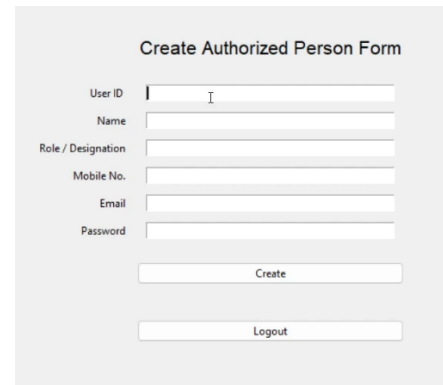 Create Authorized Person Form
User ID
Name
Role / Designation
Mobile No.
Email
Password
Create
Logout